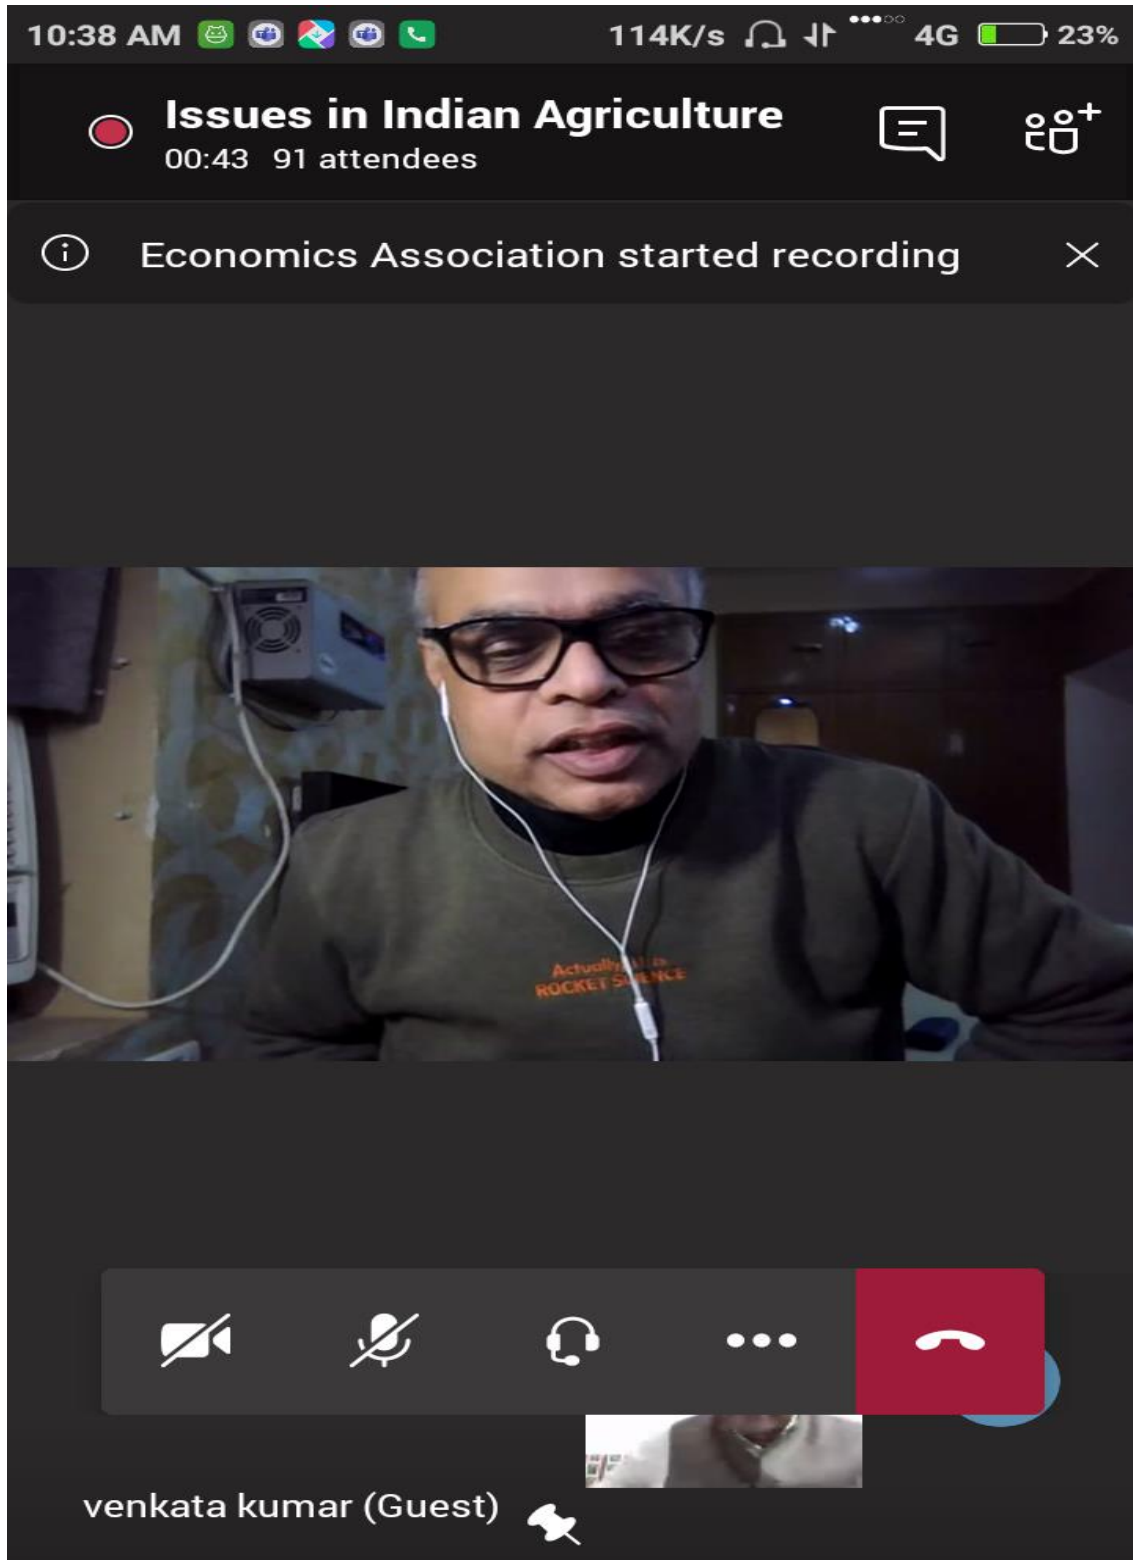 10:38 AM 114K/s 4G 23%
Issues in Indian Agriculture
00:43 91 attendees
Economics Association started recording
Actually
ROCKET
venkata kumar (Guest)